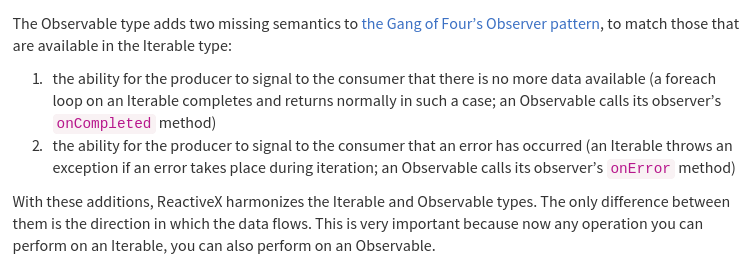 The Observable type adds two missing semantics to the Gang of Four's Observer pattern, to match those that
are available in the Iterable type:
1. the ability for the producer to signal to the consumer that there is no more data available (a foreach
loop on an Iterable completes and returns normally in such a case; an Observable calls its observer's
onCompleted method)
2. the ability for the producer to signal to the consumer that an error has occurred (an Iterable throws an
exception if an error takes place during iteration; an Observable calls its observer's onError method)
With these additions, ReactiveX harmonizes the Iterable and Observable types. The only difference between
them is the direction in which the data flows. This is very important because now any operation you can
perform on an Iterable, you can also perform on an Observable.